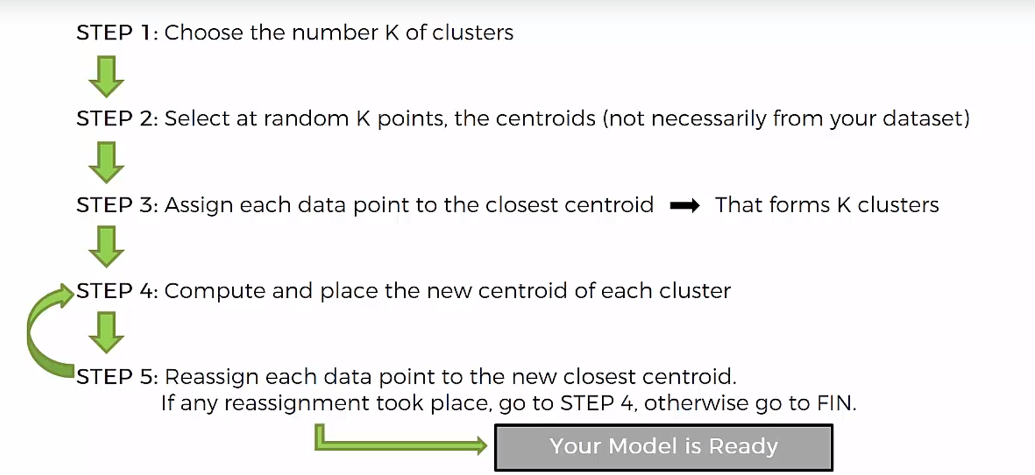 STEP 1: Choose the number K of clusters
STEP 2: Select at random K points, the centroids (not necessarily from your dataset)
STEP 3: Assign each data point to the closest centroid That forms K clusters
STEP 4: Compute and place the new centroid of each cluster
STEP 5: Reassign each data point to the new closest centroid.
If any reassignment took place, go to STEP 4, otherwise go to FIN.
Your Model is Ready